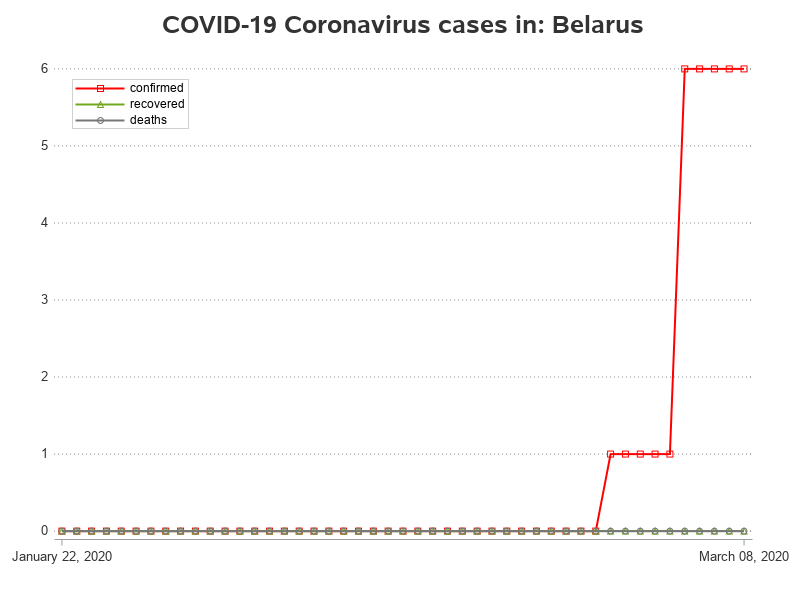 COVID-19 Coronavirus cases in: Belarus
6
confirmed
recovered
deaths
5
4
3
2
1
0
January 22, 2020
March 08, 2020